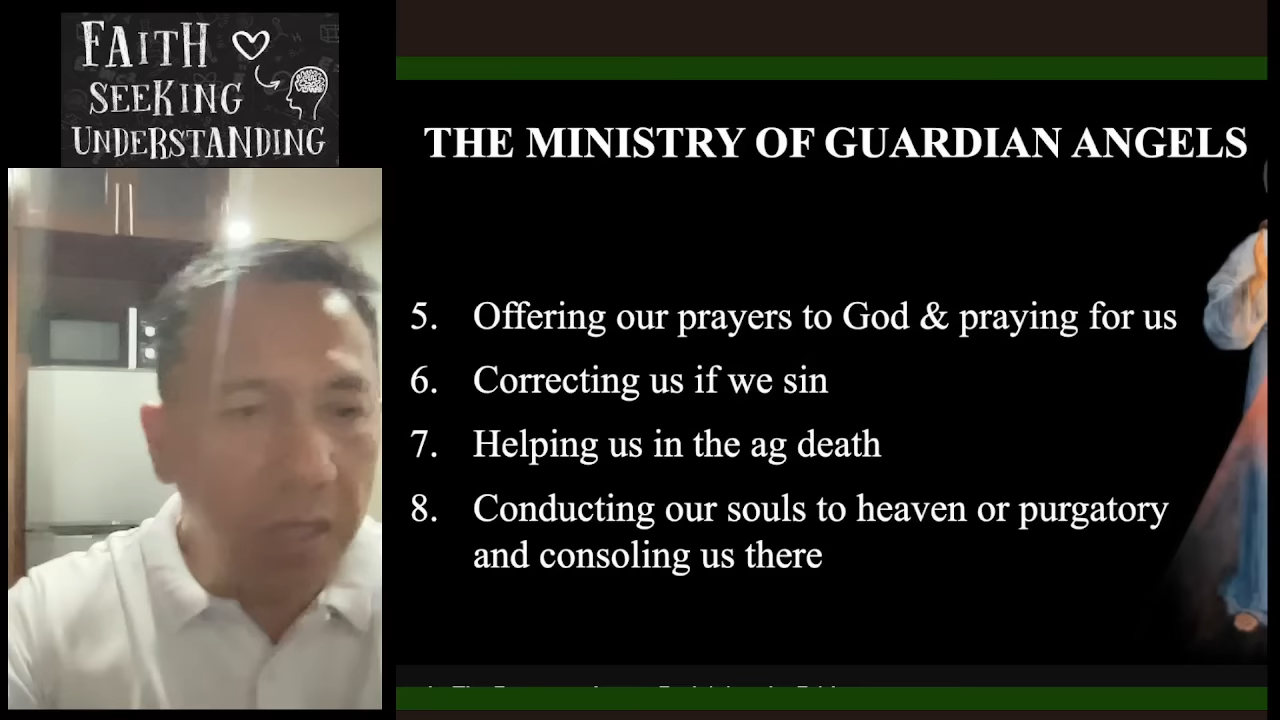 FAITH
SEEKING
UNDERSTANDING
THE MINISTRY OF GUARDIAN ANGELS
5. Offering our prayers to God & praying for us
6. Correcting us if we sin
7. Helping us in the ag death
8. Conducting our souls to heaven or purgatory
and consoling us there